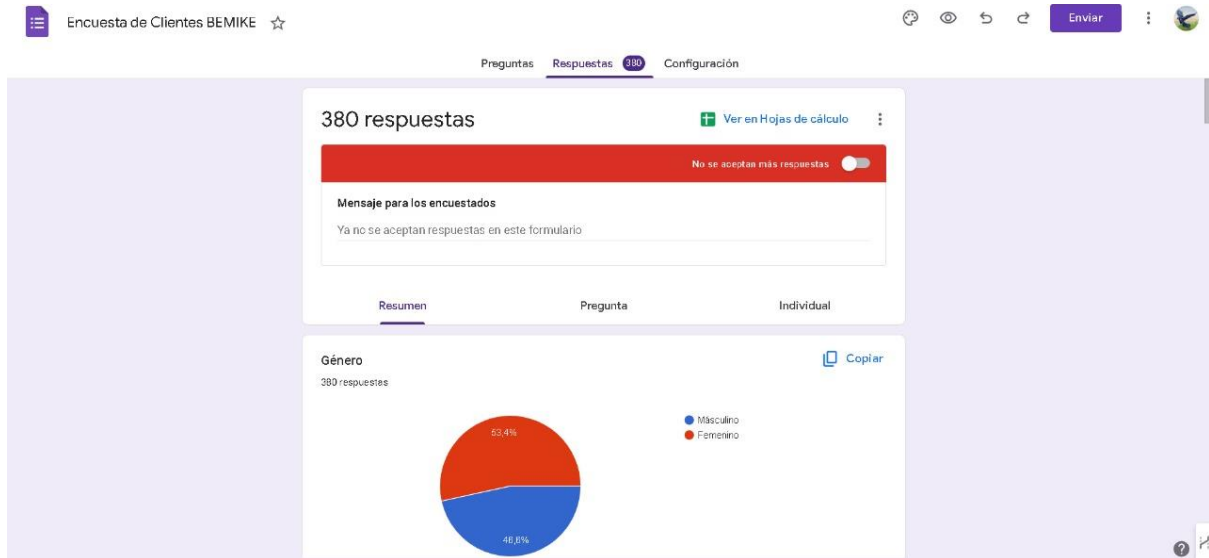 Encuesta de Clientes BEMIKE
Enviar
Preguntas Respuestas 380 Configuración
380 respuestas
Ver en Hojas de cálculo
No se aceptan más respuestas
Mensaje para los encuestados
Ya no se aceptan respuestas en este formulario
Resumen Pregunta Individual
Género
Copiar
380 respuestas
53,4%
Másculino
Femenino
46,6%